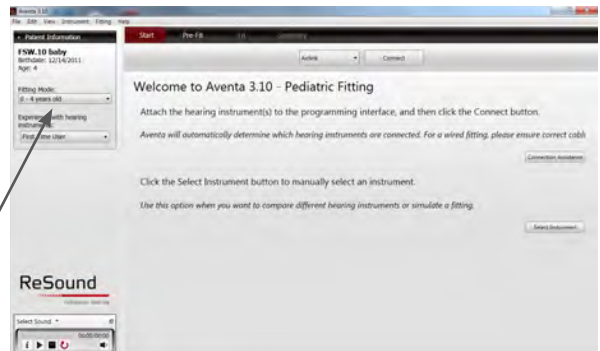 Aventa 3.10
File Edit View Instrument Fitting Help
Patient Information
FSW.10 baby
Birthdate: 12/14/2011
Age: 4
Fitting Mode:
0 - 4 years old
Experience with hearing instruments:
First Time User
Start Pre-Fit Fit Summary
Airlink Connect
Welcome to Aventa 3.10 - Pediatric Fitting
Attach the hearing instrument(s) to the programming interface, and then click the Connect button.
Aventa will automatically determine which hearing instruments are connected. For a wired fitting, please ensure correct cabli
Connection Assistance
Click the Select Instrument button to manually select an instrument.
Use this option when you want to compare different hearing instruments or simulate a fitting.
Select Instrument
ReSound
Select Sound
00:00/00:00